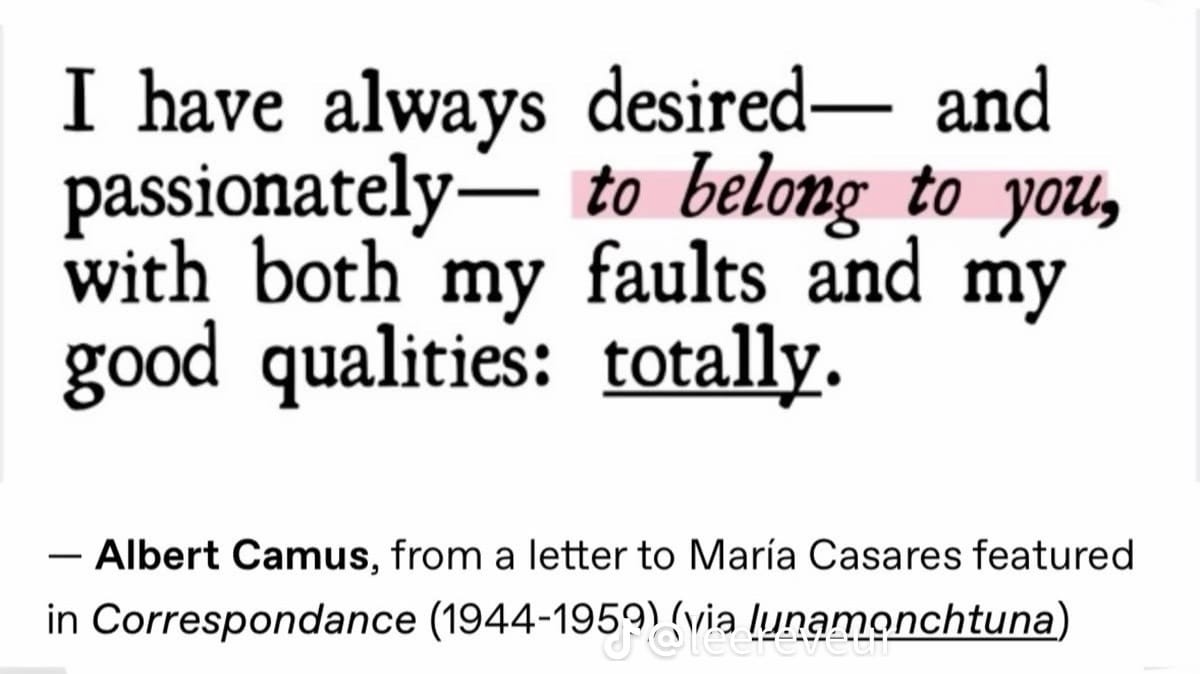 I have always desired— and
passionately— to belong to you,
with both my faults and my
good qualities: totally.
— Albert Camus, from a letter to María Casares featured
in Correspondance (1944-1959) (via lunamonchtuna)
@leereveur